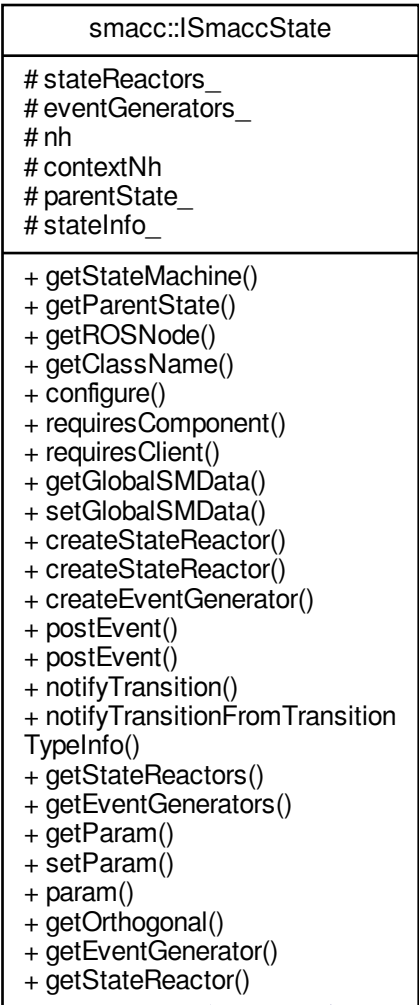 smacc::ISmaccState
# stateReactors_
# eventGenerators_
# nh
# contextNh
# parentState_
# stateInfo_
+ getStateMachine()
+ getParentState()
+ getROSNode()
+ getClassName()
+ configure()
+ requiresComponent()
+ requiresClient()
+ getGlobalSMData()
+ setGlobalSMData()
+ createStateReactor()
+ createStateReactor()
+ createEventGenerator()
+ postEvent()
+ postEvent()
+ notifyTransition()
+ notifyTransitionFromTransition
TypeInfo()
+ getStateReactors()
+ getEventGenerators()
+ getParam()
+ setParam()
+ param()
+ getOrthogonal()
+ getEventGenerator()
+ getStateReactor()